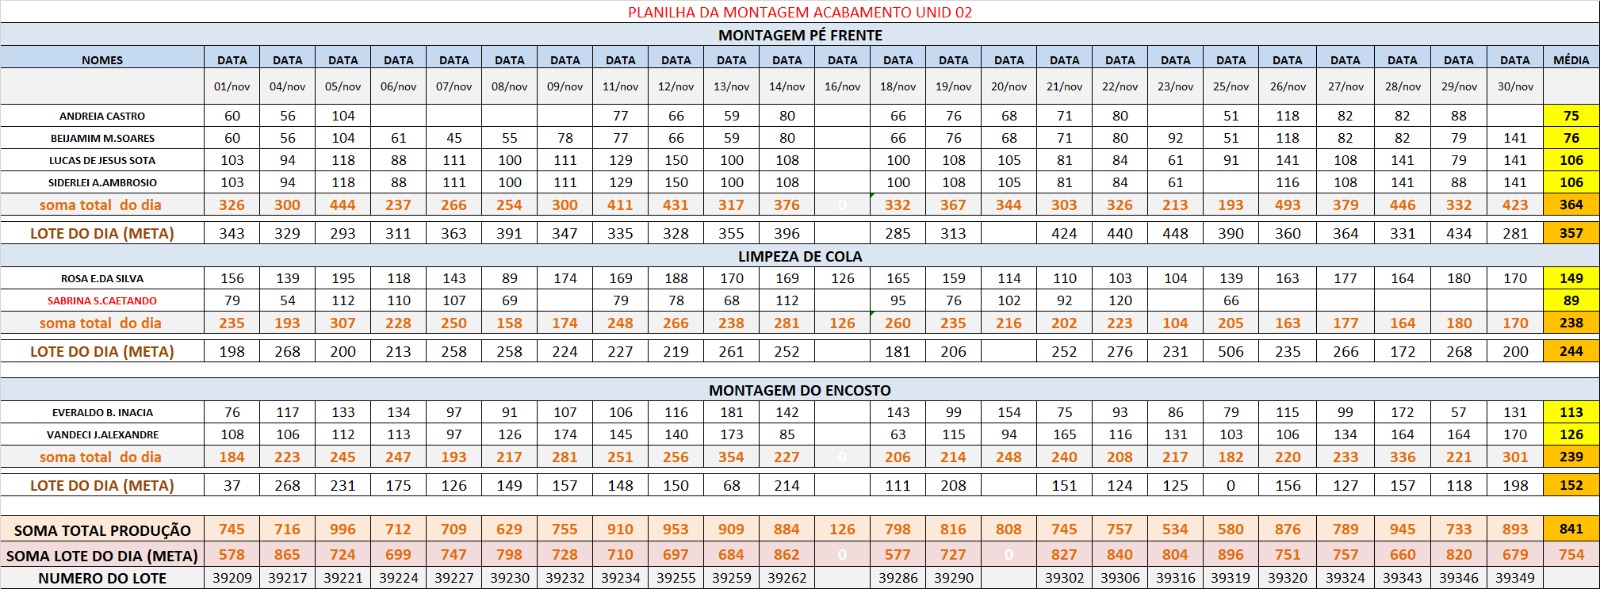 PLANILHA DA MONTAGEM ACABAMENTO UNID 02
MONTAGEM PÉ FRENTE
NOMES DATA DATA DATA DATA DATA DATA DATA DATA DATA DATA DATA DATA DATA DATA DATA DATA DATA DATA DATA DATA DATA DATA DATA DATA MÉDIA
01/nov 04/nov 05/nov 06/nov 07/nov 08/nov 09/nov 11/nov 12/nov 13/nov 14/nov 16/nov 18/nov 19/nov 20/nov 21/nov 22/nov 23/nov 25/nov 26/nov 27/nov 28/nov 29/nov 30/nov
ANDREIA CASTRO 60 56 104 77 66 59 80 66 76 68 71 80 51 118 82 82 88 75
BEIJAMIM M.SOARES 60 56 104 61 45 55 78 77 66 59 80 66 76 68 71 80 92 51 118 82 82 79 141 76
LUCAS DE JESUS SOTA 103 94 118 88 111 100 111 129 150 100 108 100 108 105 81 84 61 91 141 108 141 79 141 106
SIDERLEI A.AMBROSIO 103 94 118 88 111 100 111 129 150 100 108 100 108 105 81 84 61 116 108 141 88 141 106
soma total do dia 326 300 444 237 266 254 300 411 431 317 376 0 332 367 344 303 326 213 193 493 379 446 332 423 364
LOTE DO DIA (META) 343 329 293 311 363 391 347 335 328 355 396 285 313 424 440 448 390 360 364 331 434 281 357
LIMPEZA DE COLA
ROSA E.DA SILVA 156 139 195 118 143 89 174 169 188 170 169 126 165 159 114 110 103 104 139 163 177 164 180 170 149
SABRINA S.CAETANDO 79 54 112 110 107 69 79 78 68 112 95 76 102 92 120 66 89
soma total do dia 235 193 307 228 250 158 174 248 266 238 281 126 260 235 216 202 223 104 205 163 177 164 180 170 238
LOTE DO DIA (META) 198 268 200 213 258 258 224 227 219 261 252 181 206 252 276 231 506 235 266 172 268 200 244
MONTAGEM DO ENCOSTO
EVERALDO B. INACIA 76 117 133 134 97 91 107 106 116 181 142 143 99 154 75 93 86 79 115 99 172 57 131 113
VANDECI J.ALEXANDRE 108 106 112 113 97 126 174 145 140 173 85 63 115 94 165 116 131 103 106 134 164 164 170 126
soma total do dia 184 223 245 247 193 217 281 251 256 354 227 0 206 214 248 240 208 217 182 220 233 336 221 301 239
LOTE DO DIA (META) 37 268 231 175 126 149 157 148 150 68 214 111 208 151 124 125 0 156 127 157 118 198 152
SOMA TOTAL PRODUÇÃO 745 716 996 712 709 629 755 910 953 909 884 126 798 816 808 745 757 534 580 876 789 945 733 893 841
SOMA LOTE DO DIA (META) 578 865 724 699 747 798 728 710 697 684 862 0 577 727 0 827 840 804 896 751 757 660 820 679 754
NUMERO DO LOTE 39209 39217 39221 39224 39227 39230 39232 39234 39255 39259 39262 39286 39290 39302 39306 39316 39319 39320 39324 39343 39346 39349